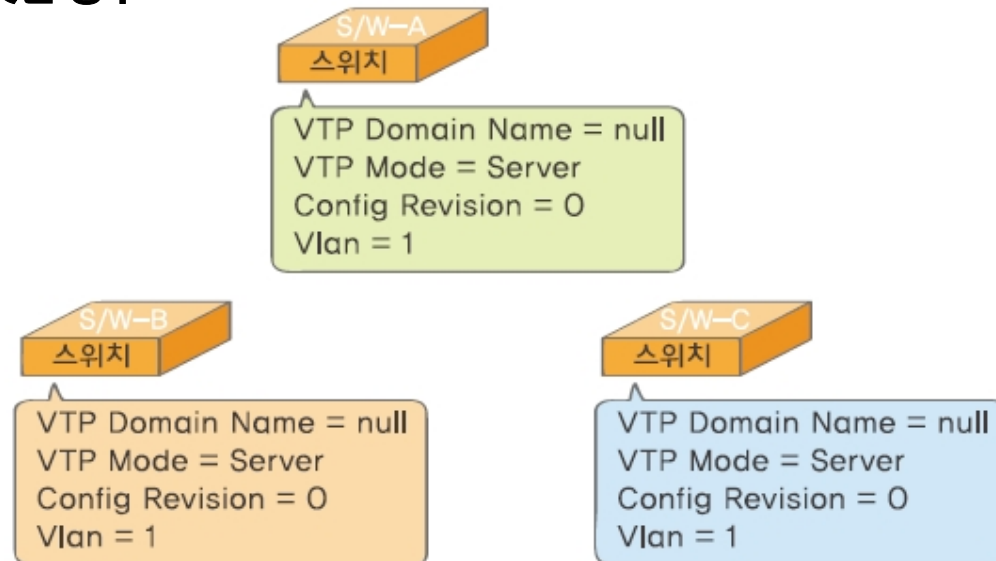 S/W-A
스위치
VTP Domain Name = null
VTP Mode = Server
Config Revision = 0
Vlan = 1
S/W-B
스위치
VTP Domain Name = null
VTP Mode = Server
Config Revision = 0
Vlan = 1
S/W-C
스위치
VTP Domain Name = null
VTP Mode = Server
Config Revision = 0
Vlan = 1